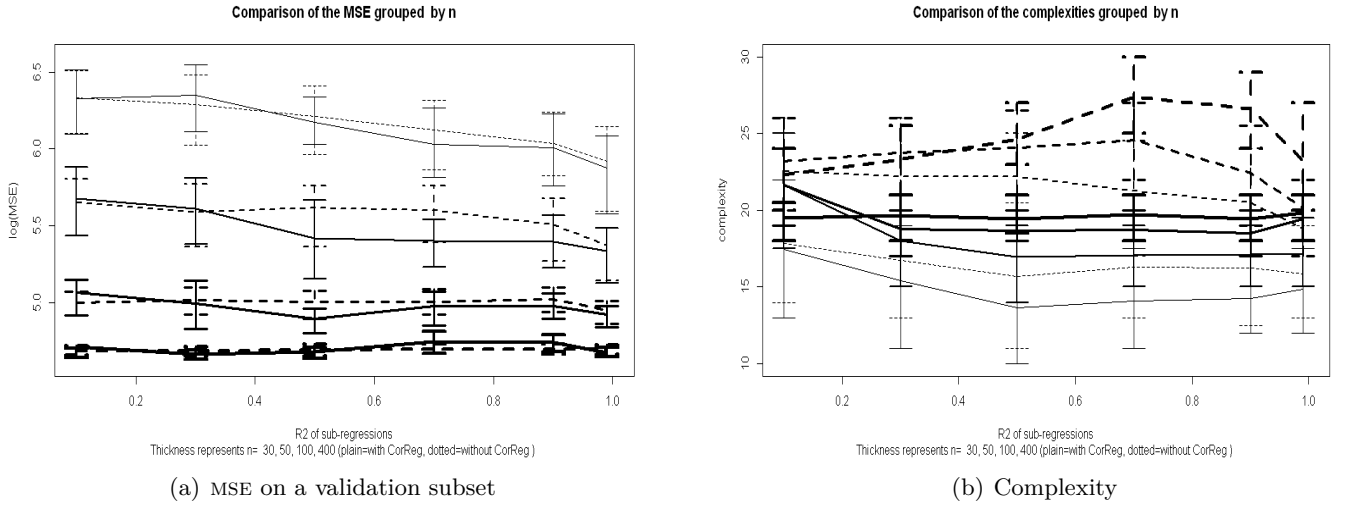 Comparison of the MSE grouped by n
log(MSE)
6.5
6.0
5.5
5.0
0.2 0.4 0.6 0.8 1.0
R2 of sub-regressions
Thickness represents n= 30, 50, 100, 400 (plain=with CorReg, dotted=without CorReg )
(a) MSE on a validation subset
Comparison of the complexities grouped by n
complexity
30
25
20
15
10
0.2 0.4 0.6 0.8 1.0
R2 of sub-regressions
Thickness represents n= 30, 50, 100, 400 (plain=with CorReg, dotted=without CorReg )
(b) Complexity